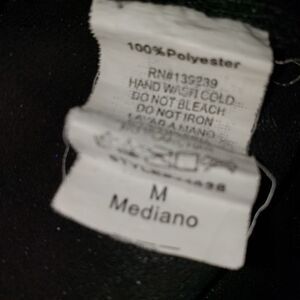 100% Polyester
RN#139239
HAND WASH COLD
DO NOT BLEACH
DO NOT IRON
M
Mediano